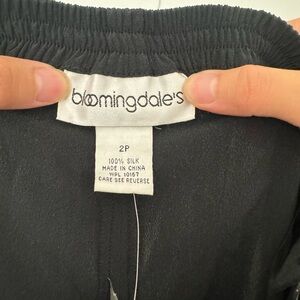 bloomingdale's
2P
100% SILK
MADE IN CHINA
WPL 10157
CARE SEE REVERSE